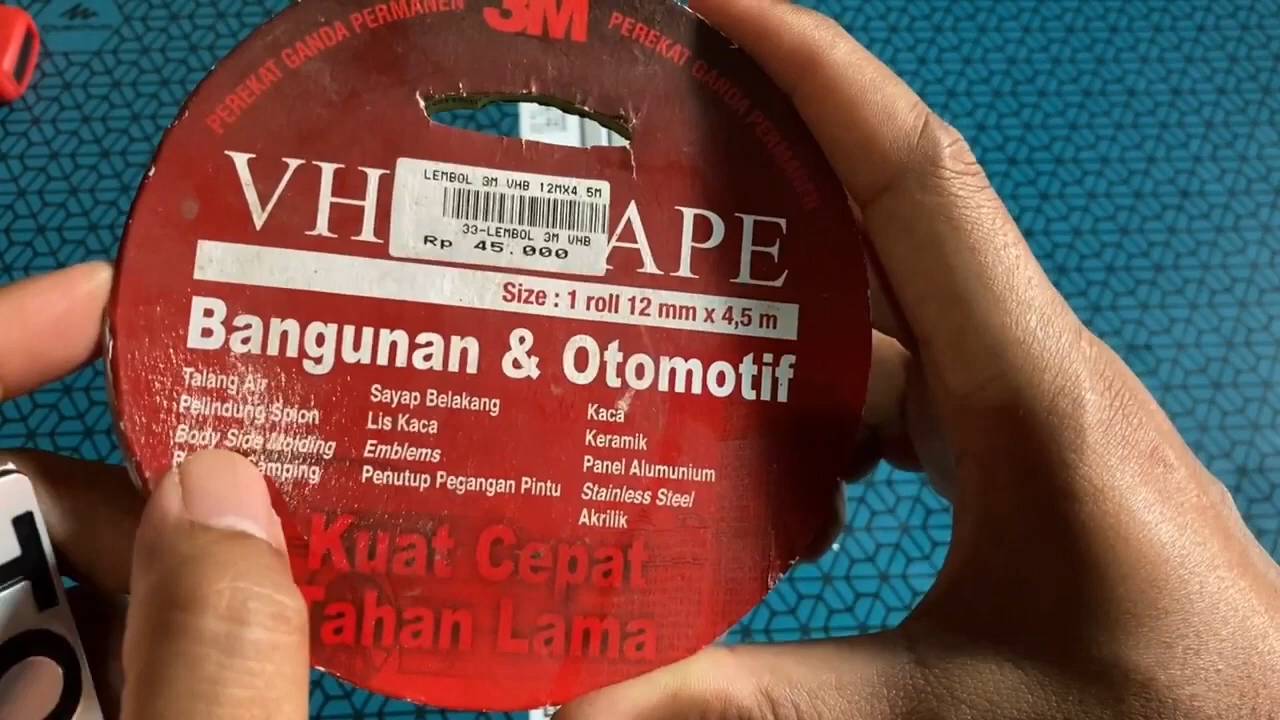 3M
PEREKAT GANDA PERMANEN
PEREKAT GANDA PERMANEN
LEMBOL 3M VHB 12MX4.5M
33-LEMBOL 3M VHB
Rp 45.000
Size : 1 roll 12 mm x 4,5 m
Bangunan & Otomotif
Talang Air
Pelindung Spion
Body Side Molding
Sayap Belakang
Lis Kaca
Emblems
Penutup Pegangan Pintu
Kaca
Keramik
Panel Alumunium
Stainless Steel
Akrilik
Kuat Cepat
Tahan Lama